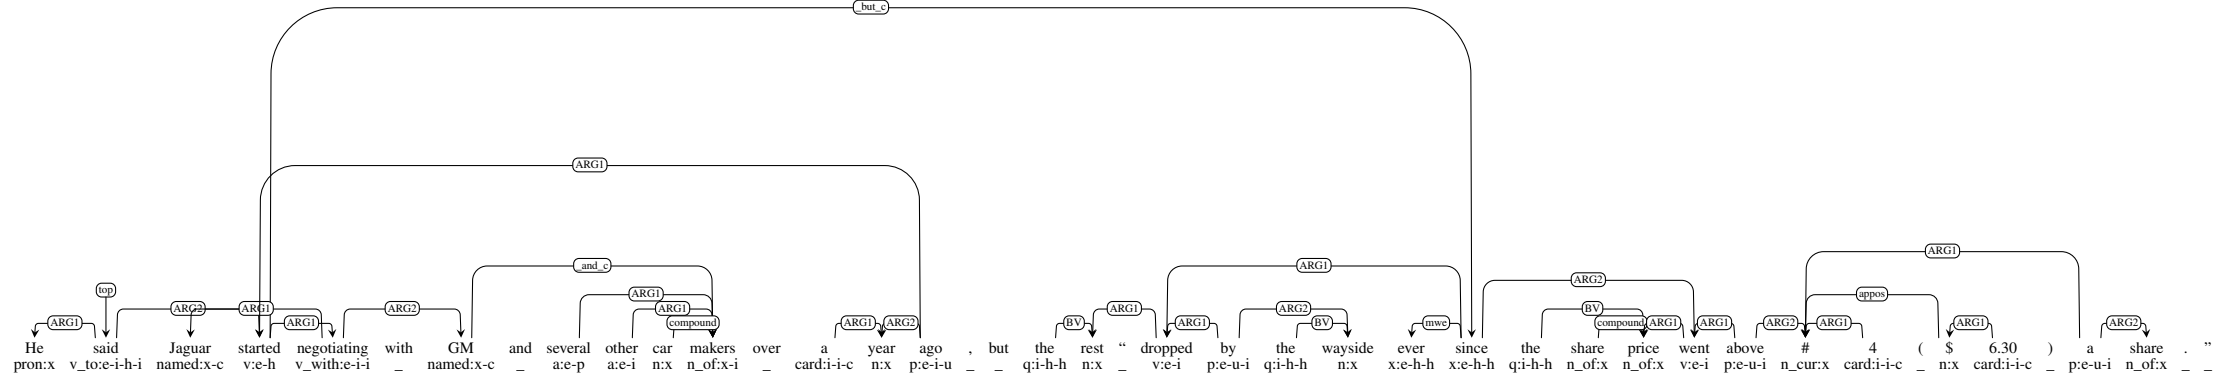 _but_c
ARG1
ARG1
_and_c
ARG1
ARG2
top
ARG1
appos
ARG2
ARG1
ARG2
ARG1
ARG1
ARG2
BV
ARG1
ARG1
compound
ARG1
ARG2
BV
ARG1
BV
mwe
compound
ARG1
ARG1
ARG2
ARG1
ARG1
ARG2
He said Jaguar started negotiating with GM and several other car makers over a year ago , but the rest “ dropped by the wayside ever since the share price went above # 4 ( $ 6.30 ) a share . ”
pron:x v_to:e-i-h-i named:x-c v:e-h v_with:e-i-i _ named:x-c _ a:e-p a:e-i n:x n_of:x-i _ card:i-i-c n:x p:e-i-u _ _ q:i-h-h n:x _ v:e-i p:e-u-i q:i-h-h n:x x:e-h-h x:e-h-h q:i-h-h n_of:x n_of:x v:e-i p:e-u-i n_cur:x card:i-i-c _ n:x card:i-i-c _ p:e-u-i n_of:x _ _